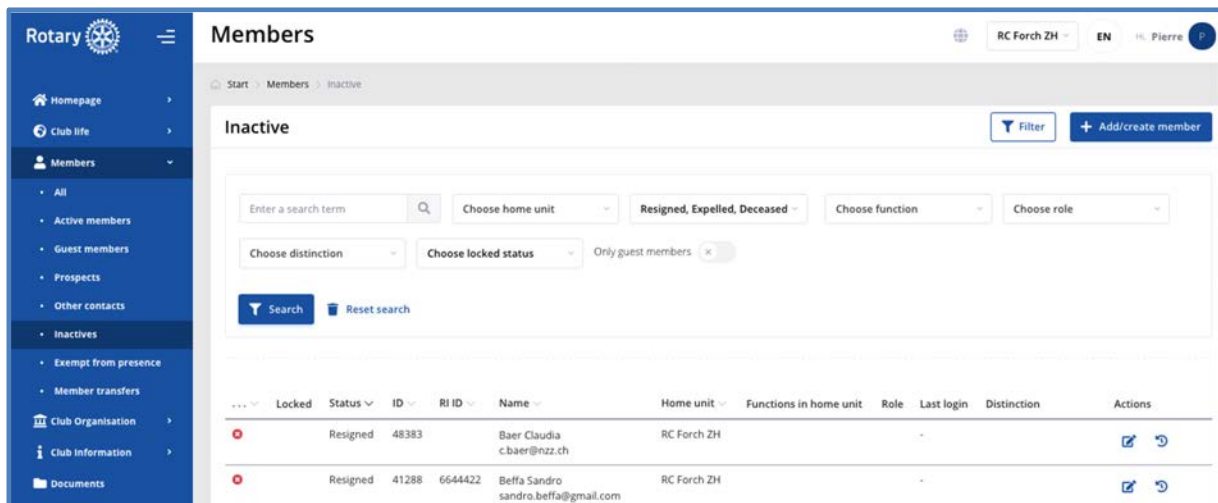 Rotary
Members
RC Forch ZH
EN
Hi, Pierre
P
Start > Members > Inactive
Homepage
Club life
Members
All
Active members
Guest members
Prospects
Other contacts
Inactives
Exempt from presence
Member transfers
Club Organisation
Club Information
Documents
Inactive
Filter
+ Add/create member
Enter a search term
Choose home unit
Resigned, Expelled, Deceased
Choose function
Choose role
Choose distinction
Choose locked status
Only guest members
Search
Reset search
... Locked Status ID RI ID Name Home unit Functions in home unit Role Last login Distinction Actions
Resigned 48383 Baer Claudia RC Forch ZH -
c.baer@nzz.ch
Resigned 41288 6644422 Beffa Sandro RC Forch ZH -
sandro.beffa@gmail.com